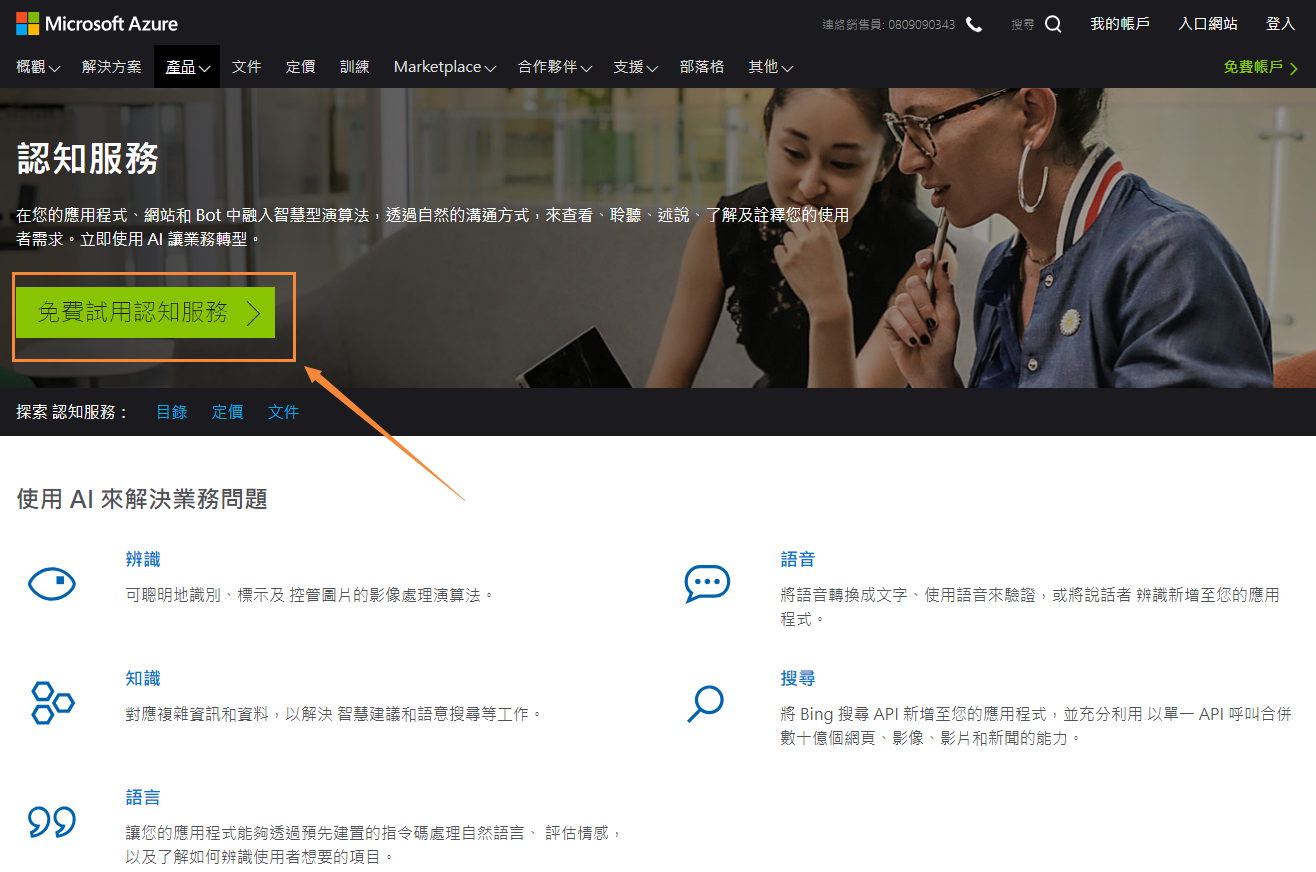 Microsoft Azure
連絡銷售員: 0809090343
搜尋
我的帳戶
入口網站
登入
概觀
解決方案
產品
文件
定價
訓練
Marketplace
合作夥伴
支援
部落格
其他
免費帳戶
認知服務
在您的應用程式、網站和 Bot 中融入智慧型演算法，透過自然的溝通方式，來查看、聆聽、述說、了解及詮釋您的使用
者需求。立即使用 AI 讓業務轉型。
免費試用認知服務
探索 認知服務：
目錄
定價
文件
使用 AI 來解決業務問題
辨識
可聰明地識別、標示及 控管圖片的影像處理演算法。
語音
將語音轉換成文字、使用語音來驗證，或將說話者 辨識新增至您的應用
程式。
知識
對應複雜資訊和資料，以解決 智慧建議和語意搜尋等工作。
搜尋
將 Bing 搜尋 API 新增至您的應用程式，並充分利用 以單一 API 呼叫合併
數十億個網頁、影像、影片和新聞的能力。
語言
讓您的應用程式能夠透過預先建置的指令碼處理自然語言、 評估情感，
以及了解如何辨識使用者想要的項目。